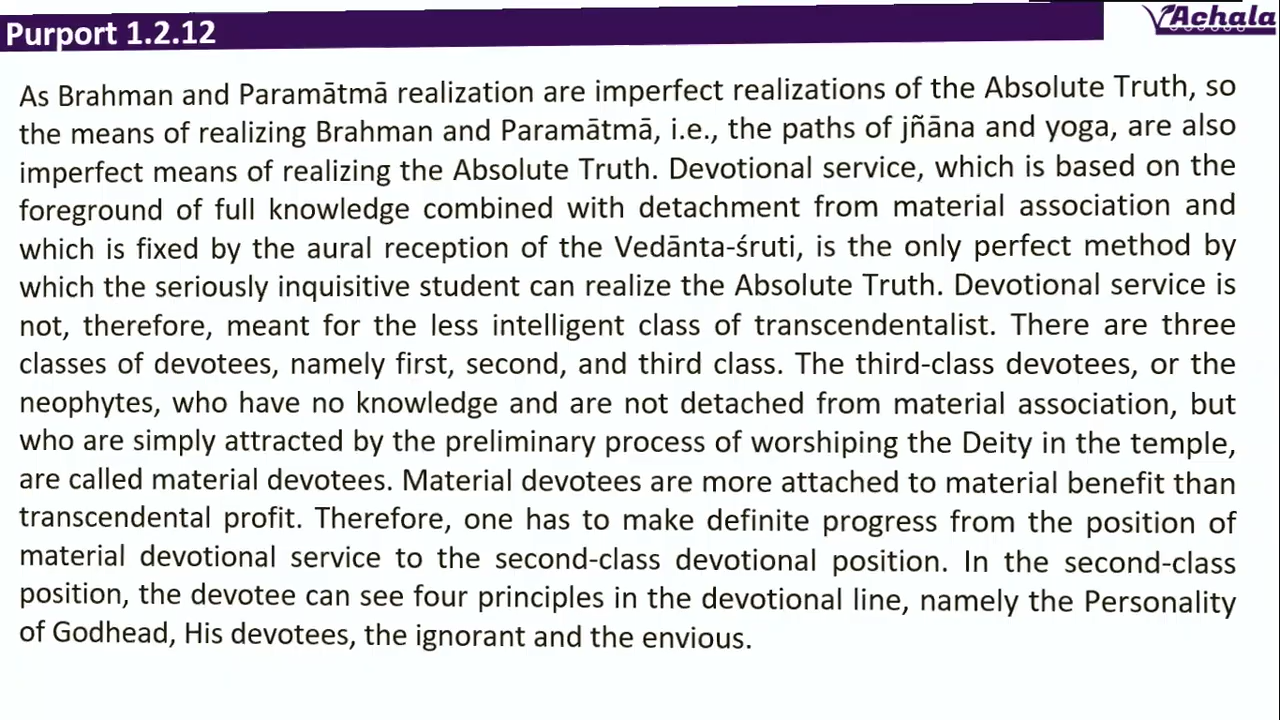 Purport 1.2.12
Achala
As Brahman and Paramātmā realization are imperfect realizations of the Absolute Truth, so
the means of realizing Brahman and Paramātmā, i.e., the paths of jñāna and yoga, are also
imperfect means of realizing the Absolute Truth. Devotional service, which is based on the
foreground of full knowledge combined with detachment from material association and
which is fixed by the aural reception of the Vedānta-śruti, is the only perfect method by
which the seriously inquisitive student can realize the Absolute Truth. Devotional service is
not, therefore, meant for the less intelligent class of transcendentalist. There are three
classes of devotees, namely first, second, and third class. The third-class devotees, or the
neophytes, who have no knowledge and are not detached from material association, but
who are simply attracted by the preliminary process of worshiping the Deity in the temple,
are called material devotees. Material devotees are more attached to material benefit than
transcendental profit. Therefore, one has to make definite progress from the position of
material devotional service to the second-class devotional position. In the second-class
position, the devotee can see four principles in the devotional line, namely the Personality
of Godhead, His devotees, the ignorant and the envious.